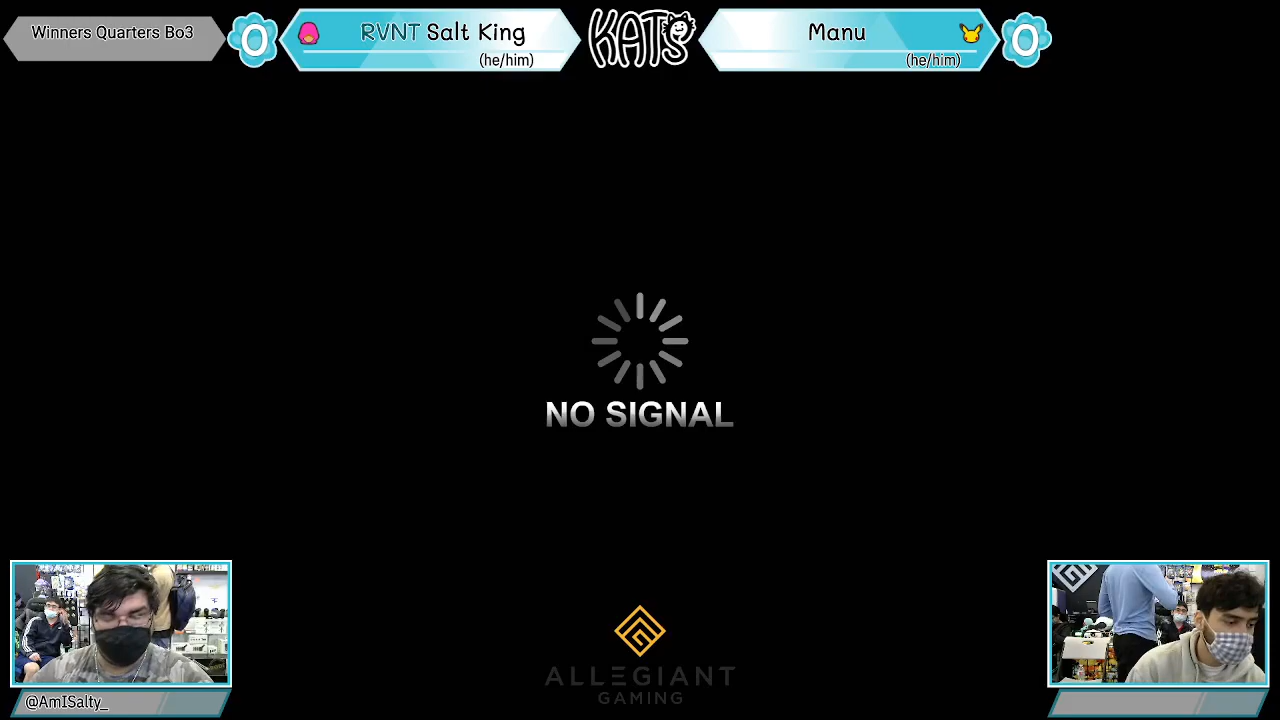 Winners Quarters Bo3
0
RVNT Salt King
(he/him)
KATS
Manu
(he/him)
0
NO SIGNAL
ALLEGIANT
GAMING
@AmISalty_